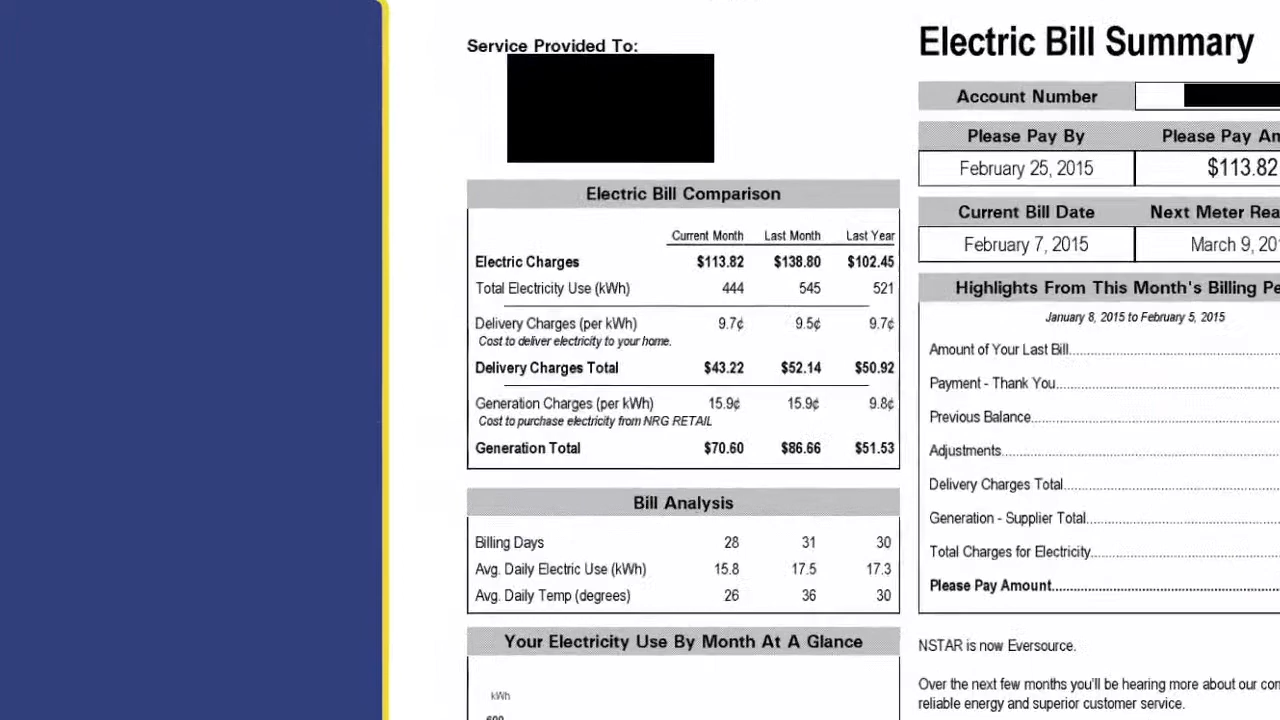 Service Provided To:
Electric Bill Comparison
Current Month Last Month Last Year
Electric Charges $113.82 $138.80 $102.45
Total Electricity Use (kWh) 444 545 521
Delivery Charges (per kWh) 9.7¢ 9.5¢ 9.7¢
Cost to deliver electricity to your home.
Delivery Charges Total $43.22 $52.14 $50.92
Generation Charges (per kWh) 15.9¢ 15.9¢ 9.8¢
Cost to purchase electricity from NRG RETAIL
Generation Total $70.60 $86.66 $51.53
Bill Analysis
Billing Days 28 31 30
Avg. Daily Electric Use (kWh) 15.8 17.5 17.3
Avg. Daily Temp (degrees) 26 36 30
Your Electricity Use By Month At A Glance
kWh
600
Electric Bill Summary
Account Number
Please Pay By Please Pay Am
February 25, 2015 $113.82
Current Bill Date Next Meter Rea
February 7, 2015 March 9, 201
Highlights From This Month's Billing Pe
January 8, 2015 to February 5, 2015
Amount of Your Last Bill
Payment - Thank You
Previous Balance
Adjustments
Delivery Charges Total
Generation - Supplier Total
Total Charges for Electricity
Please Pay Amount
NSTAR is now Eversource.
Over the next few months you'll be hearing more about our com
reliable energy and superior customer service.